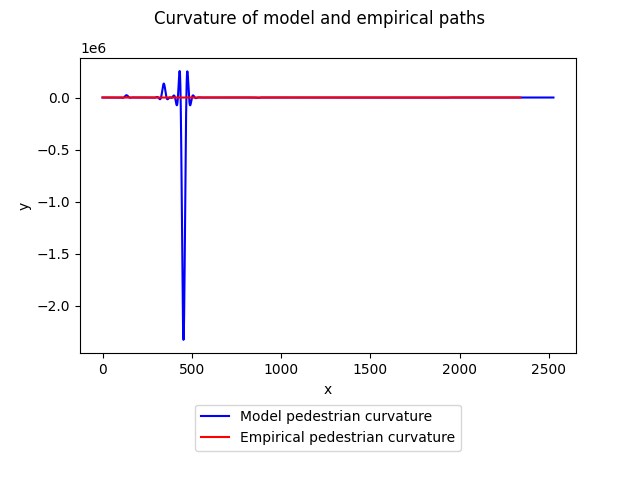 Curvature of model and empirical paths
1e6
0.0
−0.5
−1.0
−1.5
−2.0
y
0 500 1000 1500 2000 2500
x
Model pedestrian curvature
Empirical pedestrian curvature